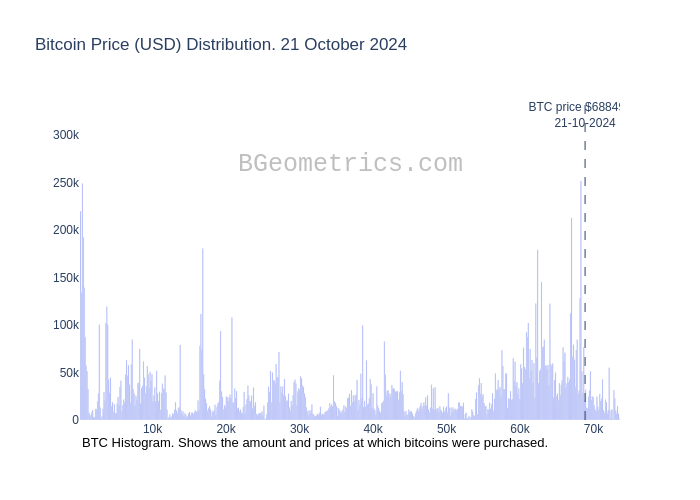 Bitcoin Price (USD) Distribution. 21 October 2024
BTC price $6884
21-10-2024
BGeometrics.com
300k
250k
200k
150k
100k
50k
0
10k 20k 30k 40k 50k 60k 70k
BTC Histogram. Shows the amount and prices at which bitcoins were purchased.